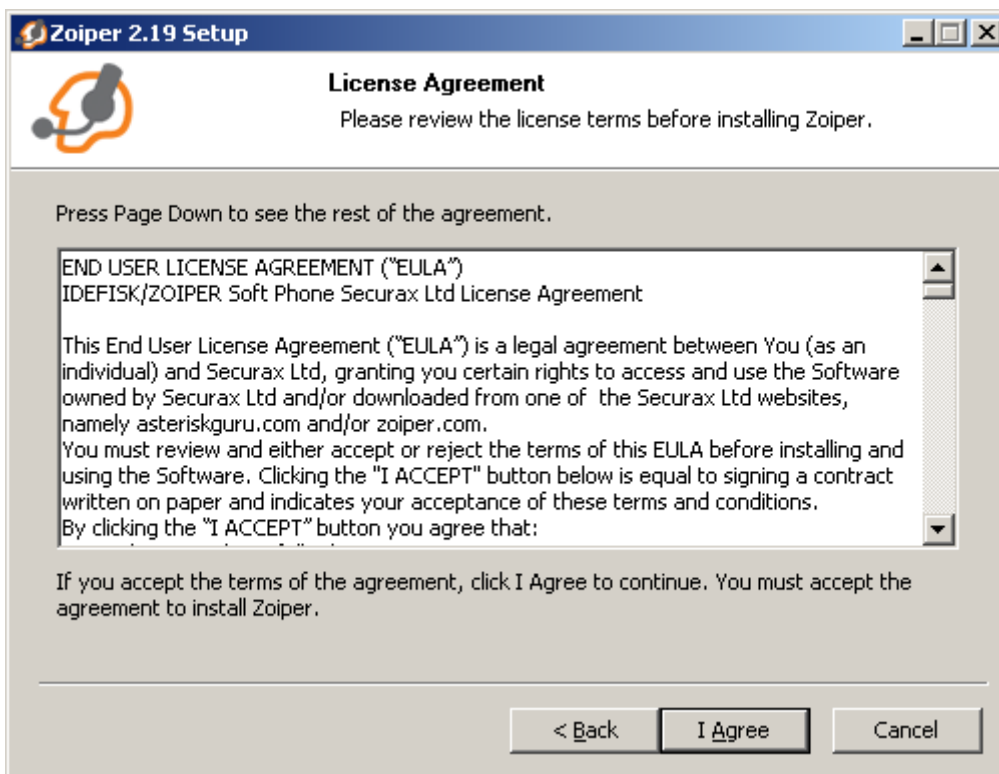 Zoiper 2.19 Setup
License Agreement
Please review the license terms before installing Zoiper.
Press Page Down to see the rest of the agreement.
END USER LICENSE AGREEMENT (“EULA”)
IDEFISK/ZOIPER Soft Phone Securax Ltd License Agreement
This End User License Agreement (“EULA”) is a legal agreement between You (as an
individual) and Securax Ltd, granting you certain rights to access and use the Software
owned by Securax Ltd and/or downloaded from one of  the Securax Ltd websites,
namely asteriskguru.com and/or zoiper.com.
You must review and either accept or reject the terms of this EULA before installing and
using the Software. Clicking the "I ACCEPT" button below is equal to signing a contract
written on paper and indicates your acceptance of these terms and conditions.
By clicking the “I ACCEPT” button you agree that:
If you accept the terms of the agreement, click I Agree to continue. You must accept the
agreement to install Zoiper.
< Back
I Agree
Cancel